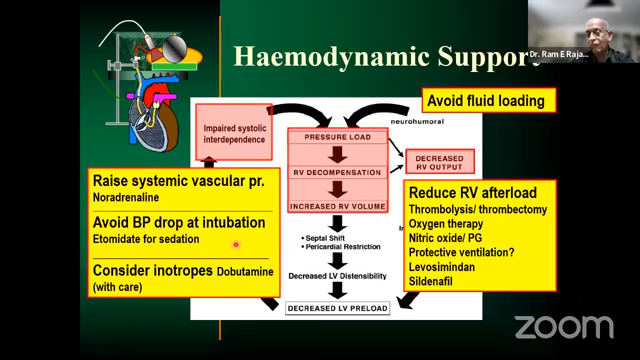 Dr. Ram E Raja...
Haemodynamic Support
Avoid fluid loading
neurohumoral
Impaired systolic
interdependence
PRESSURE LOAD
RV DECOMPENSATION
INCREASED RV VOLUME
DECREASED
RV OUTPUT
Raise systemic vascular pr.
Noradrenaline
Avoid BP drop at intubation
Etomidate for sedation
Consider inotropes Dobutamine
(with care)
• Septal Shift
• Pericardial Restriction
Decreased LV Distensibility
DECREASED LV PRELOAD
Reduce RV afterload
Thrombolysis/ thrombectomy
Oxygen therapy
Nitric oxide/ PG
Protective ventilation?
Levosimindan
Sildenafil
zoom